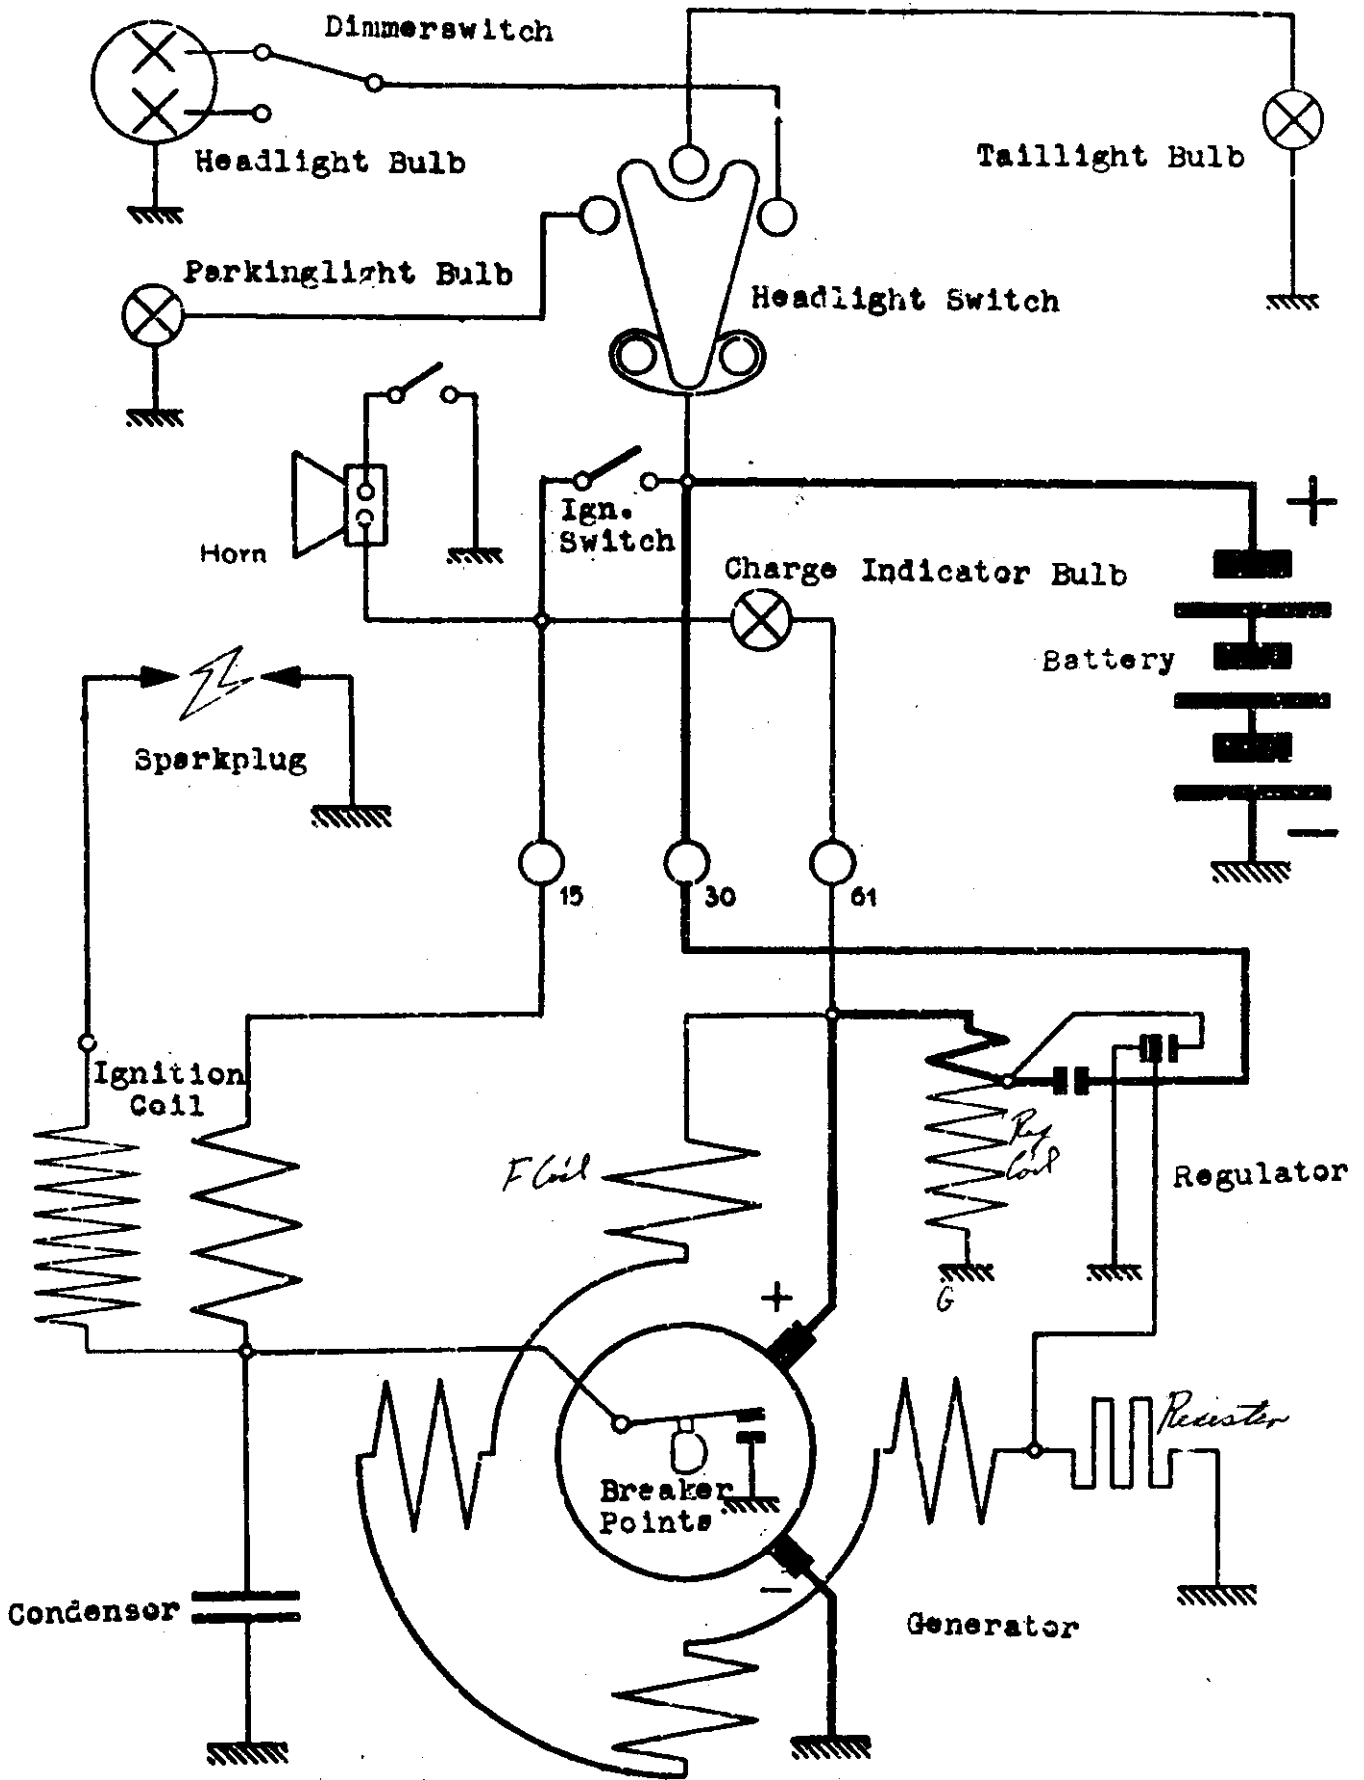 Dimmerswitch
Headlight Bulb
Taillight Bulb
Parkinglight Bulb
Headlight Switch
+
Ign.
Switch
Horn
Charge Indicator Bulb
Battery
Sparkplug
-
15
30
61
Ignition
Coil
F Coil
Reg
Coil
Regulator
G
+
Resister
Breaker
Points
-
Condensor
Generator